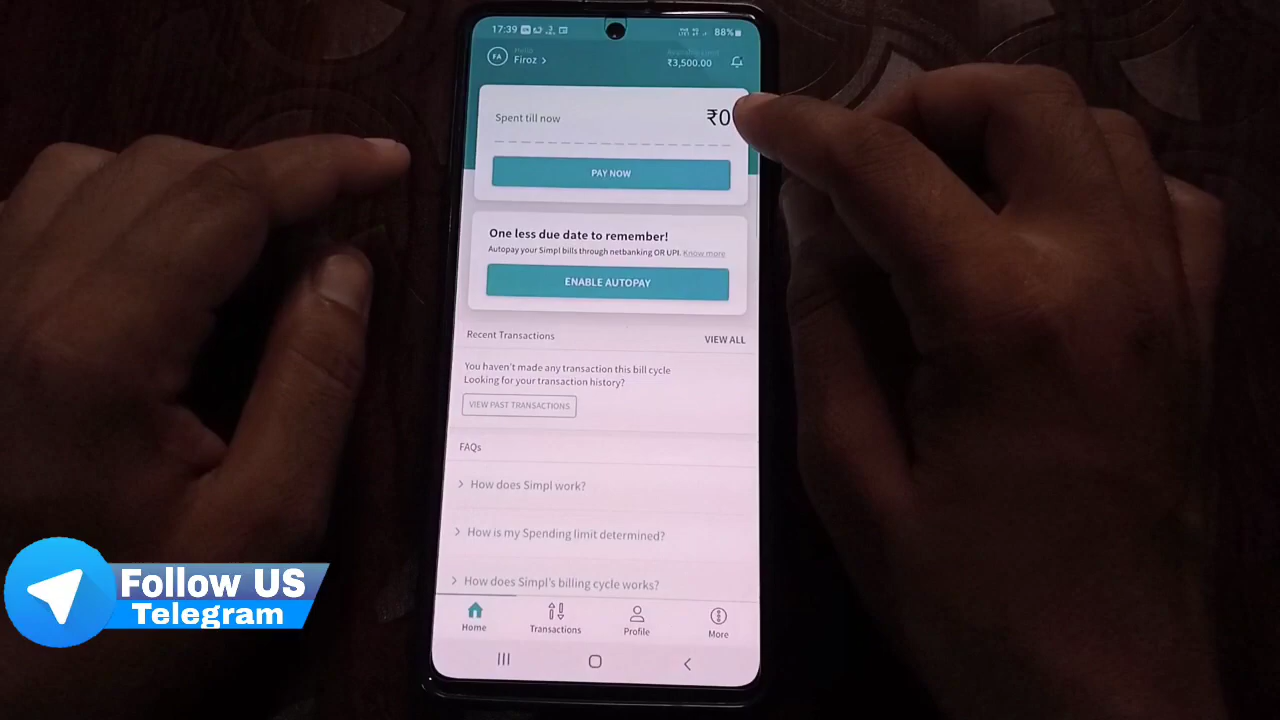 17:39
88%
Hello
FA
Firoz >
Spending Limit
₹3,500.00
Spent till now
₹0
PAY NOW
One less due date to remember!
Autopay your Simpl bills through netbanking OR UPI. Know more
ENABLE AUTOPAY
Recent Transactions
VIEW ALL
You haven't made any transaction this bill cycle
Looking for your transaction history?
VIEW PAST TRANSACTIONS
FAQs
> How does Simpl work?
> How is my Spending limit determined?
> How does Simpl's billing cycle works?
Home
Transactions
Profile
More
Follow US
Telegram